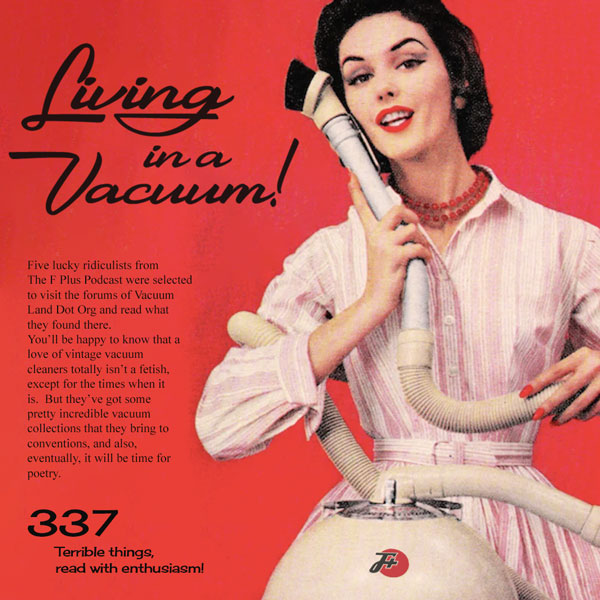 Living
in a
Vacuum!
Five lucky ridiculists from
The F Plus Podcast were selected
to visit the forums of Vacuum
Land Dot Org and read what
they found there.
You'll be happy to know that a
love of vintage vacuum
cleaners totally isn't a fetish,
except for the times when it
is.  But they've got some
pretty incredible vacuum
collections that they bring to
conventions, and also,
eventually, it will be time for
poetry.
337
Terrible things,
read with enthusiasm!
F+